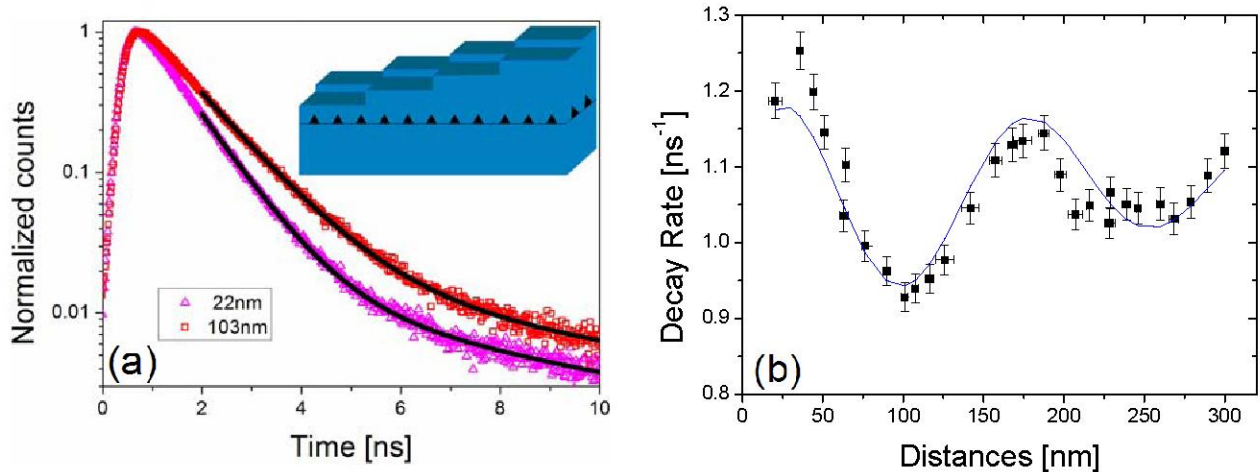 1
0.1
0.01
Normalized counts
22nm
103nm
(a)
0 2 4 6 8 10
Time [ns]
1.3
1.2
1.1
1.0
0.9
0.8
Decay Rate [ns⁻¹]
(b)
0 50 100 150 200 250 300
Distances [nm]